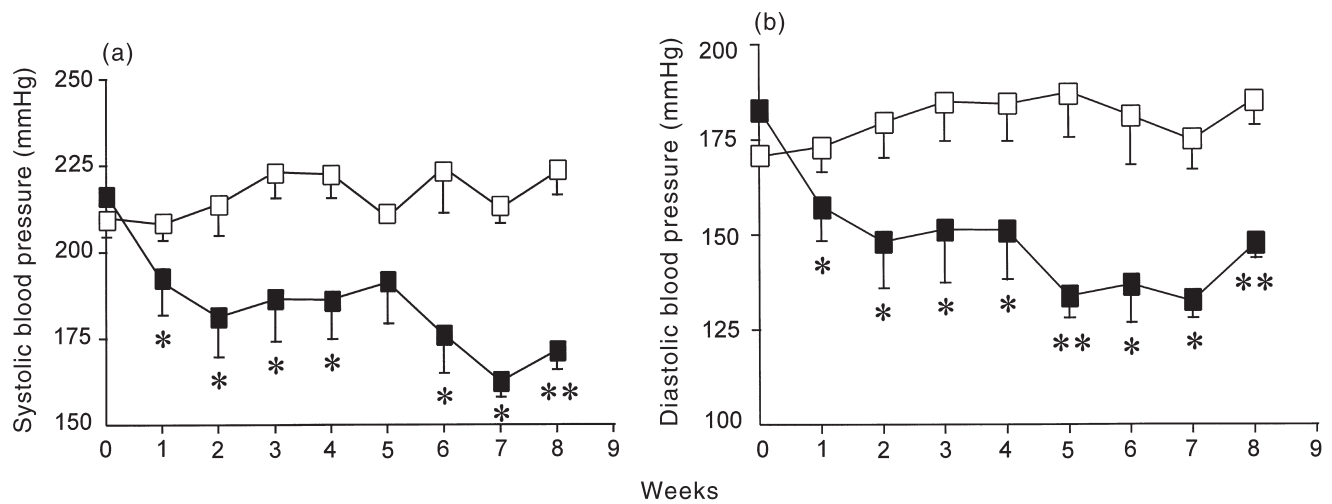 (a)
Systolic blood pressure (mmHg)
250
225
200
175
150
* * * * * * **
0 1 2 3 4 5 6 7 8 9
(b)
Diastolic blood pressure (mmHg)
200
175
150
125
100
* * * * ** * * **
0 1 2 3 4 5 6 7 8 9
Weeks